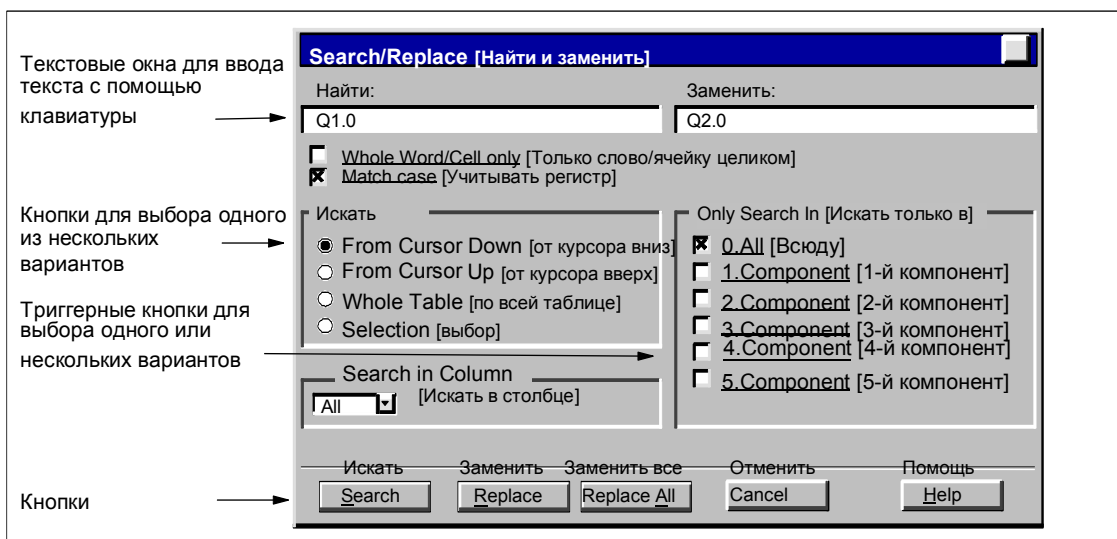 Search/Replace [Найти и заменить]
Текстовые окна для ввода
текста с помощью
клавиатуры
Найти:
Заменить:
Q1.0
Q2.0
Whole Word/Cell only [Только слово/ячейку целиком]
Match case [Учитывать регистр]
Кнопки для выбора одного
из нескольких
вариантов
Искать
From Cursor Down [от курсора вниз]
From Cursor Up [от курсора вверх]
Whole Table [по всей таблице]
Selection [выбор]
Only Search In [Искать только в]
0.All [Всюду]
1.Component [1-й компонент]
2.Component [2-й компонент]
3.Component [3-й компонент]
4.Component [4-й компонент]
5.Component [5-й компонент]
Триггерные кнопки для
выбора одного или
нескольких вариантов
Search in Column
[Искать в столбце]
All
Кнопки
Искать
Заменить
Заменить все
Отменить
Помощь
Search
Replace
Replace All
Cancel
Help